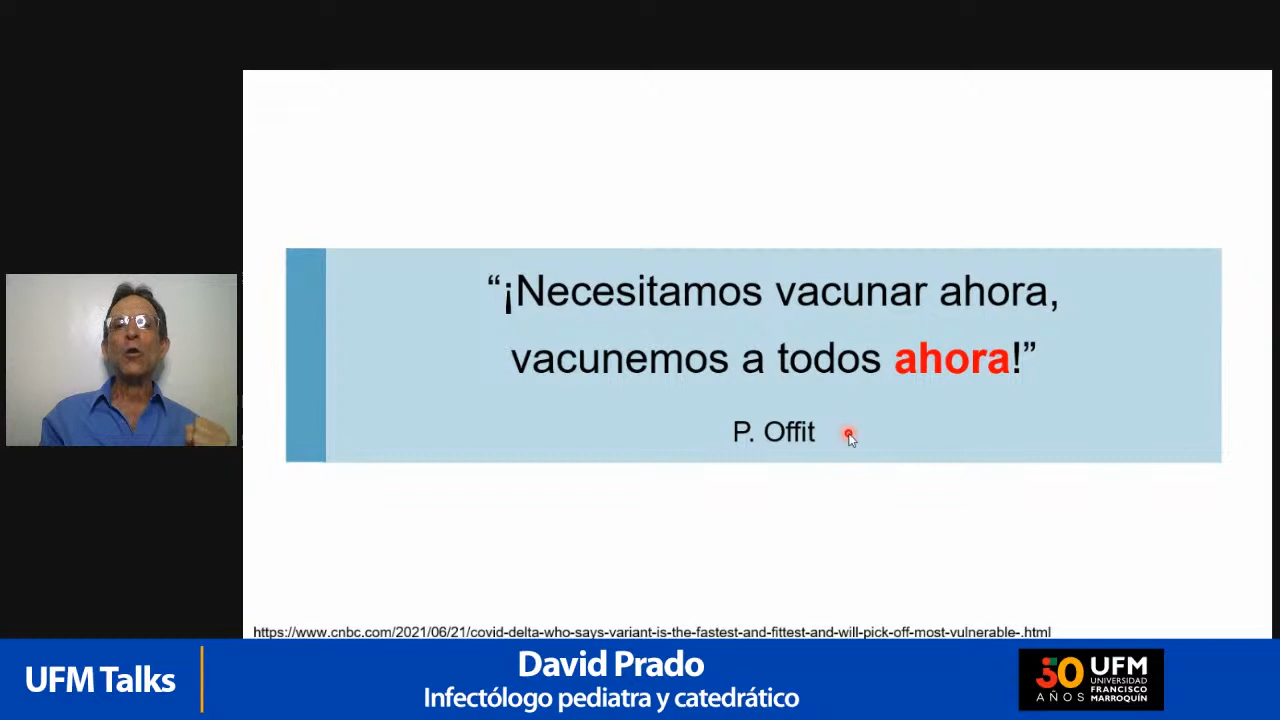 “¡Necesitamos vacunar ahora,
vacunemos a todos ahora!”
P. Offit
https://www.cnbc.com/2021/06/21/covid-delta-who-says-variant-is-the-fastest-and-fittest-and-will-pick-off-most-vulnerable-.html
UFM Talks
David Prado
Infectólogo pediatra y catedrático
50
AÑOS
UFM
UNIVERSIDAD
FRANCISCO
MARROQUÍN